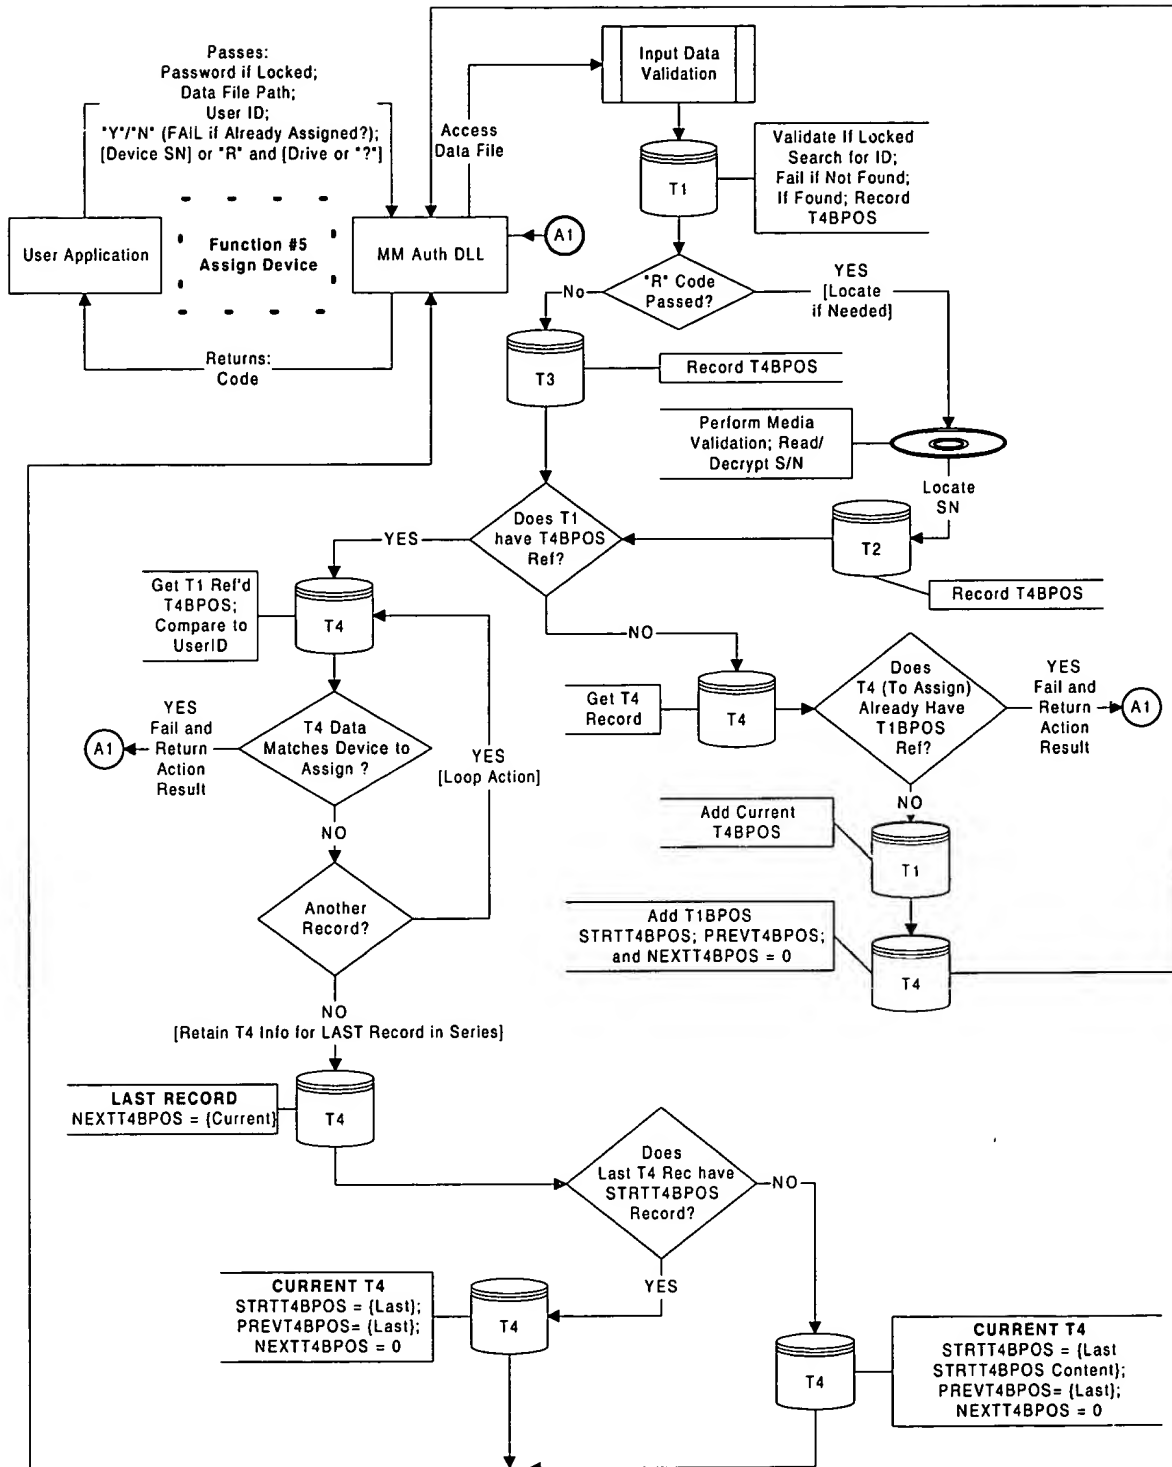 Passes:
Password if Locked;
Data File Path;
User ID;
"Y"/"N" (FAIL if Already Assigned?);
[Device SN] or "R" and [Drive or "?"]
User Application
Function #5
Assign Device
MM Auth DLL
A1
Returns:
Code
Access
Data File
Input Data
Validation
T1
Validate If Locked
Search for ID;
Fail if Not Found;
If Found; Record
T4BPOS
"R" Code
Passed?
No
YES
[Locate
if Needed]
T3
Record T4BPOS
Perform Media
Validation; Read/
Decrypt S/N
Locate
SN
T2
Record T4BPOS
Does T1
have T4BPOS
Ref?
YES
NO
Get T1 Ref'd
T4BPOS;
Compare to
UserID
T4
T4 Data
Matches Device to
Assign ?
YES
Fail and
Return
Action
Result
A1
YES
[Loop Action]
NO
Another
Record?
NO
[Retain T4 Info for LAST Record in Series]
Get T4
Record
T4
Does
T4 (To Assign)
Already Have
T1BPOS
Ref?
YES
Fail and
Return
Action
Result
A1
NO
Add Current
T4BPOS
T1
Add T1BPOS
STRTT4BPOS; PREVT4BPOS;
and NEXTT4BPOS = 0
T4
LAST RECORD
NEXTT4BPOS = {Current}
T4
Does
Last T4 Rec have
STRTT4BPOS
Record?
NO
YES
CURRENT T4
STRTT4BPOS = {Last};
PREVT4BPOS= {Last};
NEXTT4BPOS = 0
T4
T4
CURRENT T4
STRTT4BPOS = {Last
STRTT4BPOS Content};
PREVT4BPOS= {Last};
NEXTT4BPOS = 0